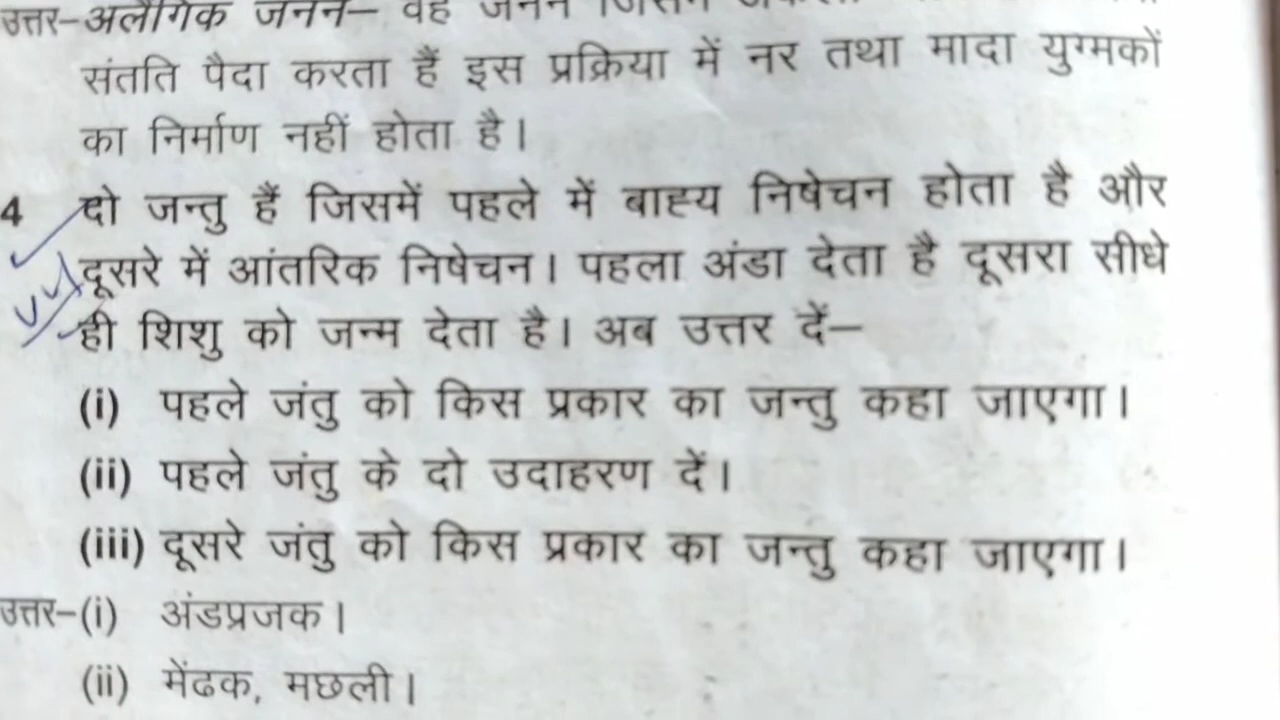 उत्तर–अलैंगिक जनन– वह जनन जिसमें
संतति पैदा करता हैं इस प्रक्रिया में नर तथा मादा युग्मकों
का निर्माण नहीं होता है।
4 दो जन्तु हैं जिसमें पहले में बाह्य निषेचन होता है और
दूसरे में आंतरिक निषेचन। पहला अंडा देता है दूसरा सीधे
ही शिशु को जन्म देता है। अब उत्तर दें–
(i) पहले जंतु को किस प्रकार का जन्तु कहा जाएगा।
(ii) पहले जंतु के दो उदाहरण दें।
(iii) दूसरे जंतु को किस प्रकार का जन्तु कहा जाएगा।
उत्तर–(i) अंडप्रजक।
(ii) मेंढक, मछली।